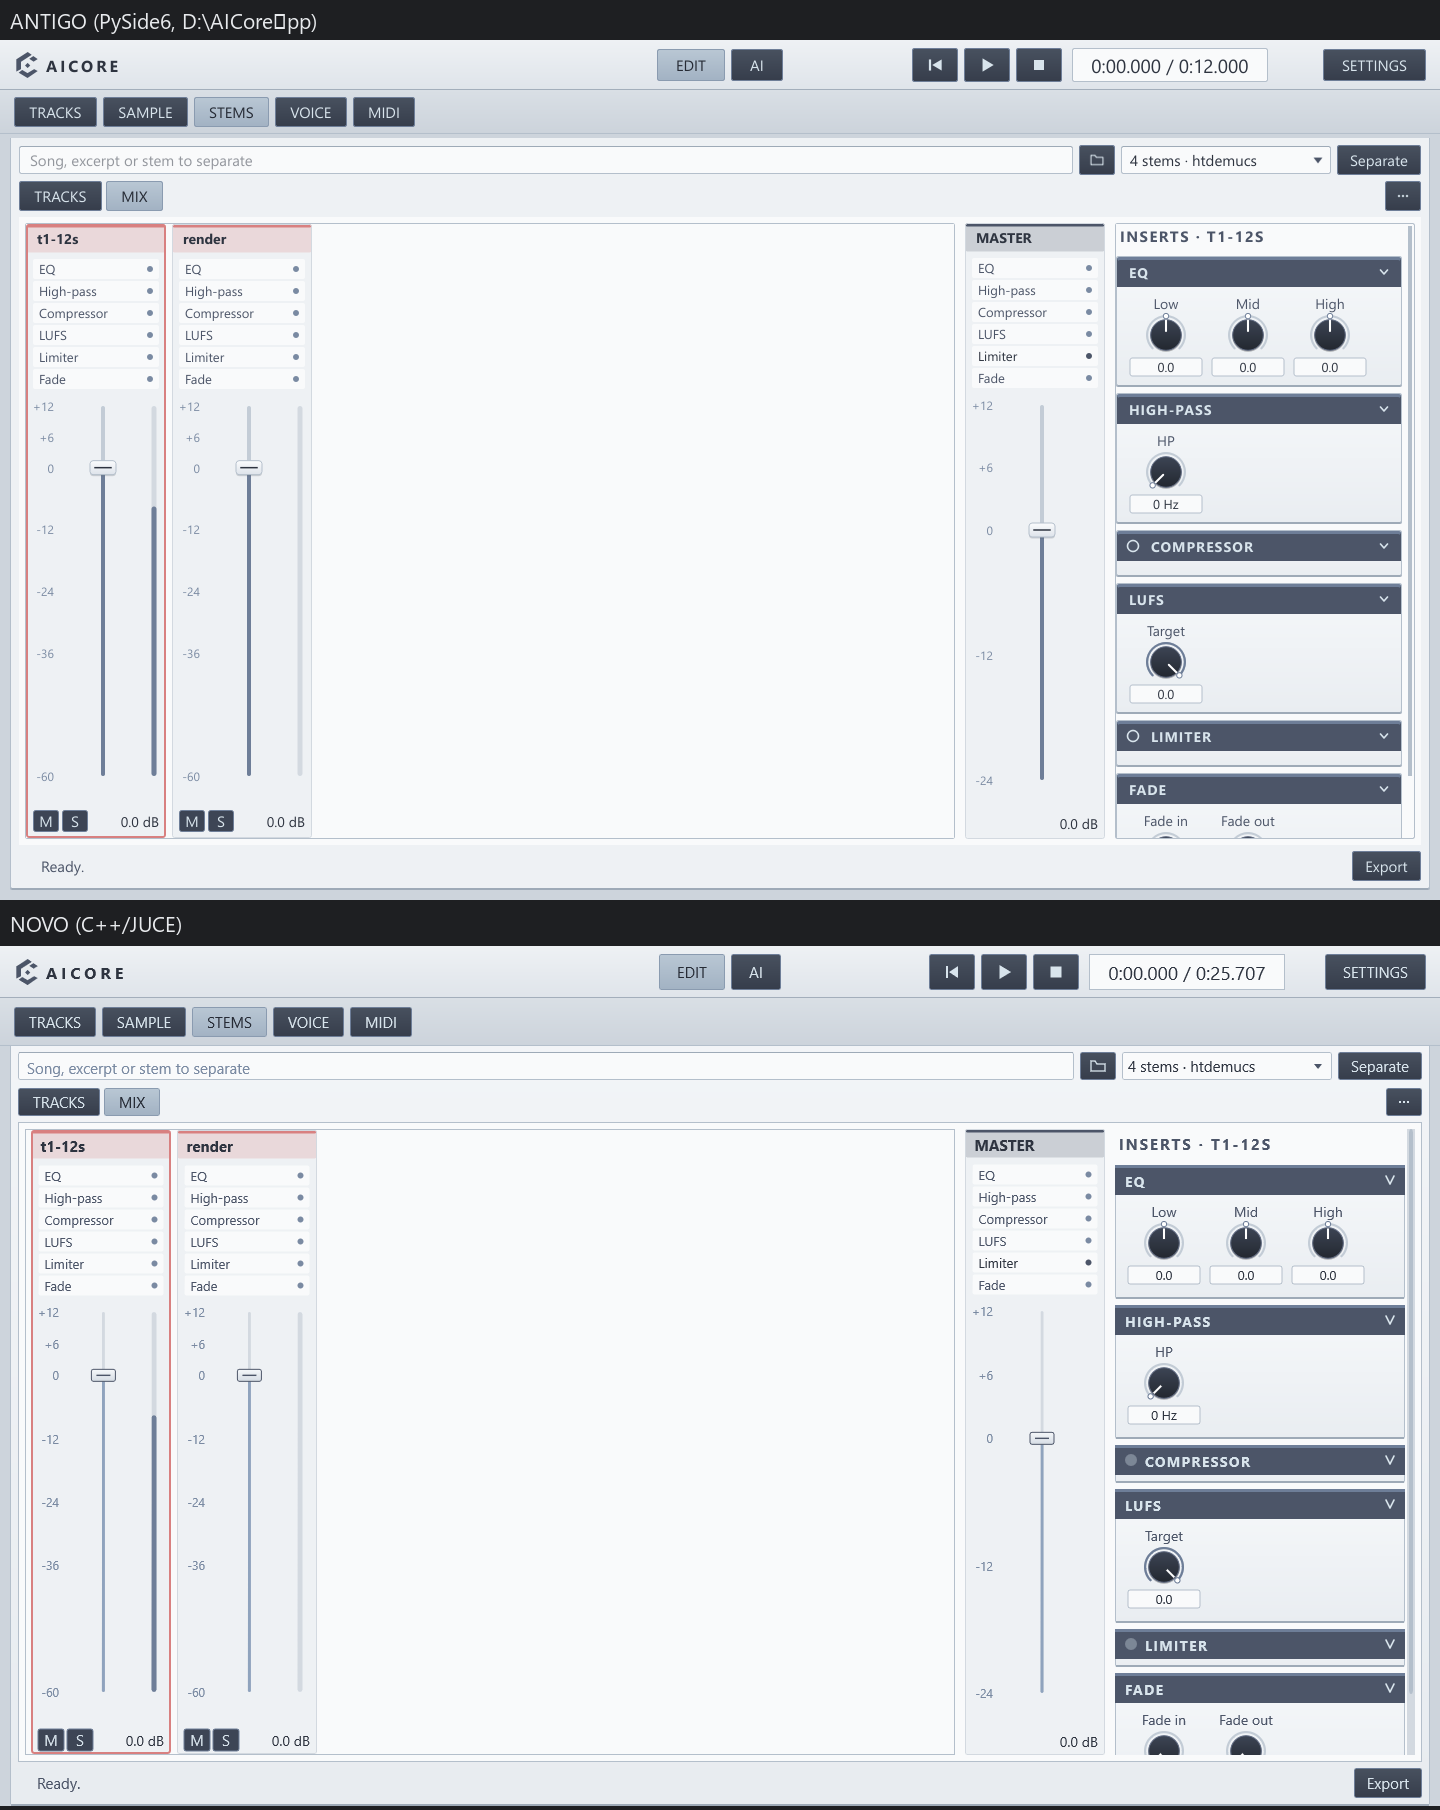 ANTIGO (PySide6, D:\AICore▯pp)
AICORE EDIT AI 0:00.000 / 0:12.000 SETTINGS
TRACKS SAMPLE STEMS VOICE MIDI
Song, excerpt or stem to separate 4 stems · htdemucs Separate
TRACKS MIX ...
t1-12s render MASTER INSERTS · T1-12S
EQ EQ EQ EQ
High-pass High-pass High-pass Low Mid High
Compressor Compressor Compressor
LUFS LUFS LUFS
Limiter Limiter Limiter 0.0 0.0 0.0
Fade Fade Fade
+12 +12 +12 HIGH-PASS
+6 +6 HP
0 0 +6
0 Hz
-12 -12 0
COMPRESSOR
-24 -24 LUFS
Target
-36 -36 -12
0.0
LIMITER
-60 -60 -24
FADE
M S 0.0 dB M S 0.0 dB 0.0 dB Fade in Fade out
Ready. Export
NOVO (C++/JUCE)
AICORE EDIT AI 0:00.000 / 0:25.707 SETTINGS
TRACKS SAMPLE STEMS VOICE MIDI
Song, excerpt or stem to separate 4 stems · htdemucs Separate
TRACKS MIX ...
t1-12s render MASTER INSERTS · T1-12S
EQ EQ EQ EQ
High-pass High-pass High-pass Low Mid High
Compressor Compressor Compressor
LUFS LUFS LUFS
Limiter Limiter Limiter 0.0 0.0 0.0
Fade Fade Fade
+12 +12 +12 HIGH-PASS
+6 +6 HP
0 0 +6
0 Hz
-12 -12 0
COMPRESSOR
-24 -24 LUFS
Target
-36 -36 -12
0.0
LIMITER
-60 -60 -24 FADE
Fade in Fade out
M S 0.0 dB M S 0.0 dB 0.0 dB
Ready. Export